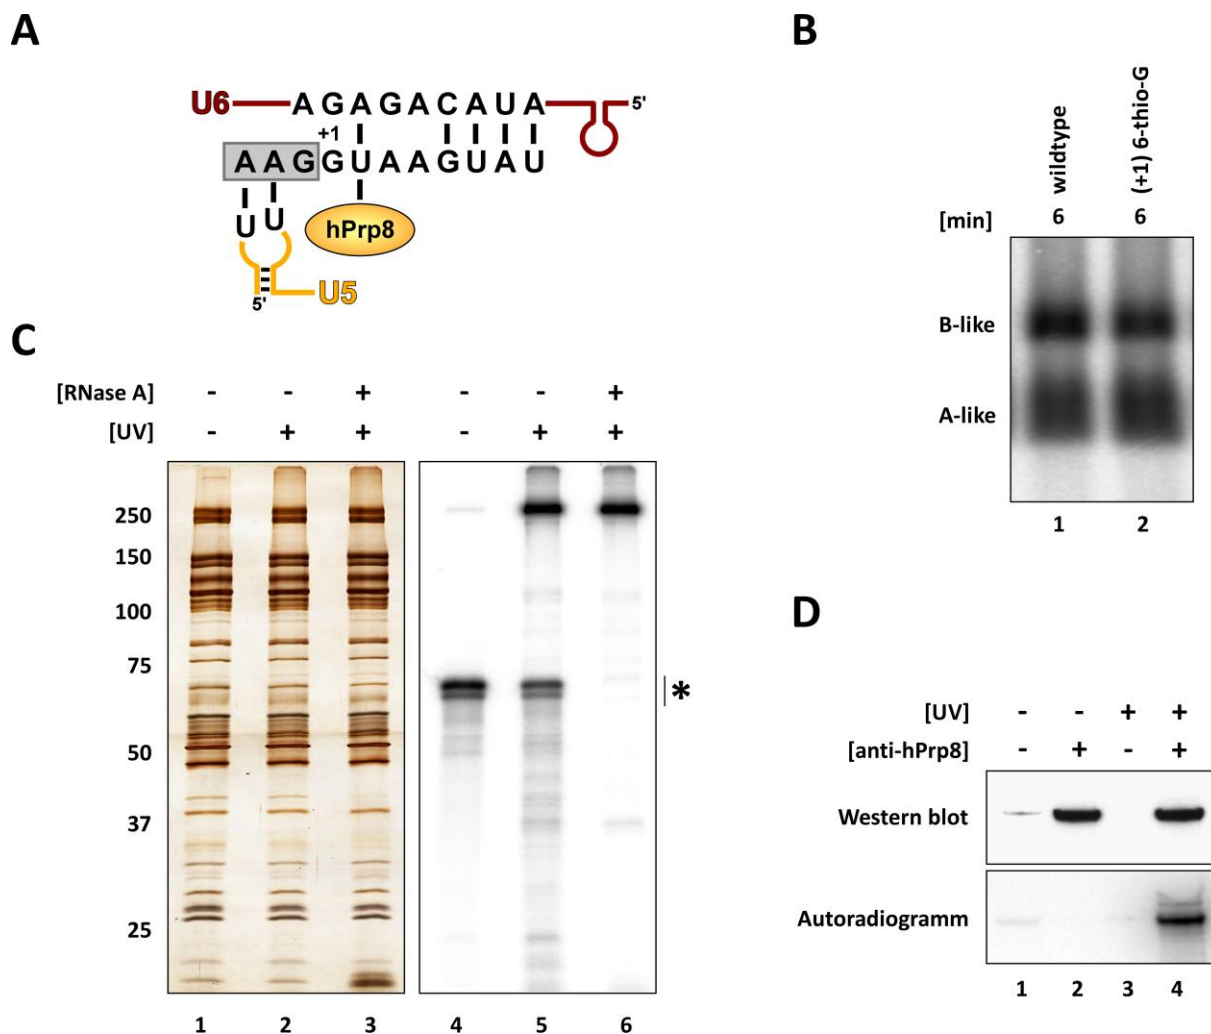 A
U6 A G A G A C A U A 5'
+1
A A G G U A A G U A U
U U
hPrp8
5' U5
B
wildtype
(+1) 6-thio-G
[min] 6 6
B-like
A-like
1 2
C
[RNase A] - - + - - +
[UV] - + + - + +
250
150
100
75
*
50
37
25
1 2 3 4 5 6
D
[UV] - - + +
[anti-hPrp8] - + - +
Western blot
Autoradiogramm
1 2 3 4